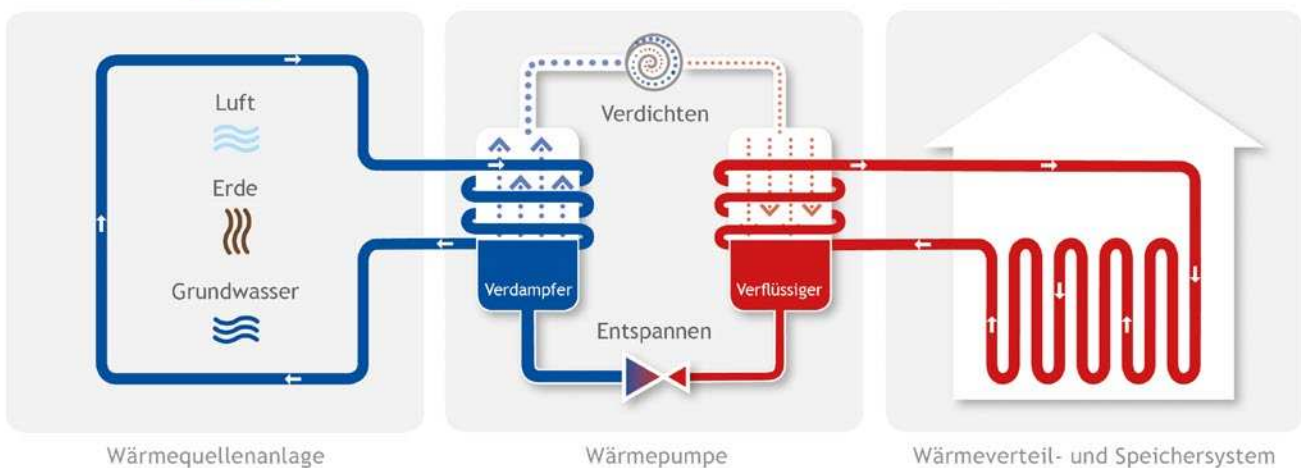 Luft
Erde
Grundwasser
Wärmequellenanlage
Verdichten
Verdampfer
Verflüssiger
Entspannen
Wärmepumpe
Wärmeverteil- und Speichersystem